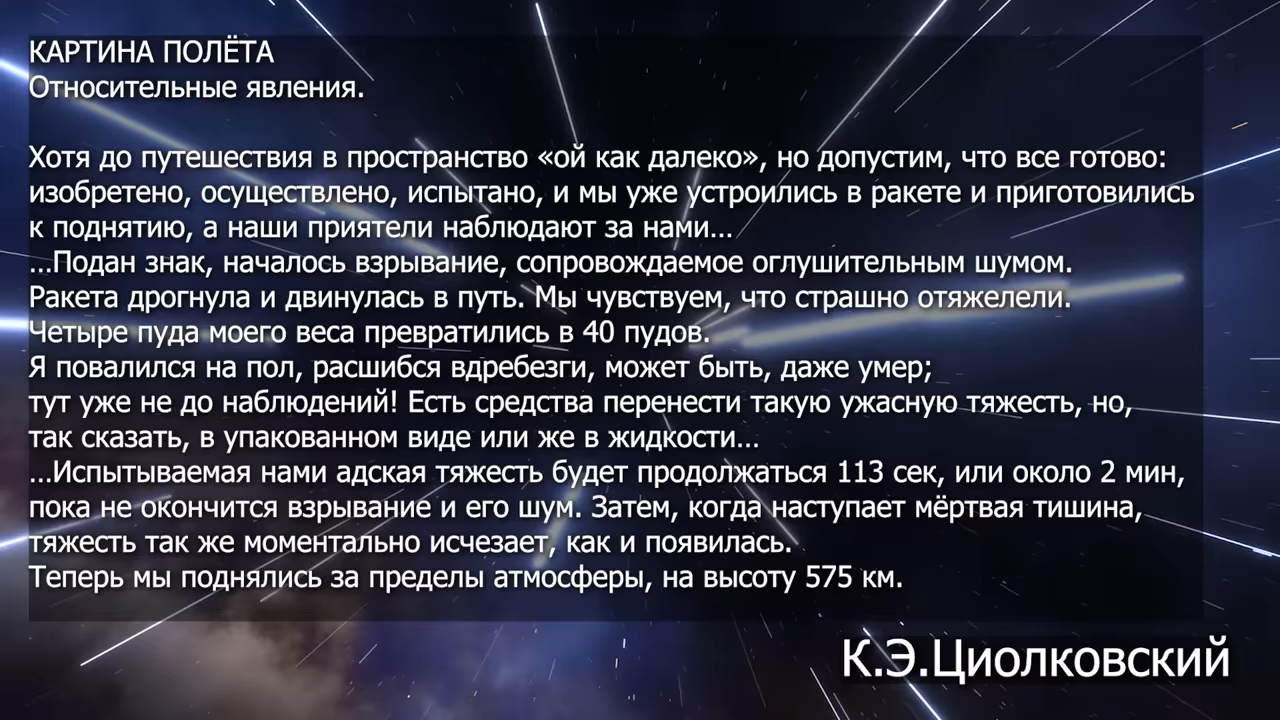 КАРТИНА ПОЛЁТА
Относительные явления.
Хотя до путешествия в пространство «ой как далеко», но допустим, что все готово:
изобретено, осуществлено, испытано, и мы уже устроились в ракете и приготовились
к поднятию, а наши приятели наблюдают за нами...
...Подан знак, началось взрывание, сопровождаемое оглушительным шумом.
Ракета дрогнула и двинулась в путь. Мы чувствуем, что страшно отяжелели.
Четыре пуда моего веса превратились в 40 пудов.
Я повалился на пол, расшибся вдребезги, может быть, даже умер;
тут уже не до наблюдений! Есть средства перенести такую ужасную тяжесть, но,
так сказать, в упакованном виде или же в жидкости...
...Испытываемая нами адская тяжесть будет продолжаться 113 сек, или около 2 мин,
пока не окончится взрывание и его шум. Затем, когда наступает мёртвая тишина,
тяжесть так же моментально исчезает, как и появилась.
Теперь мы поднялись за пределы атмосферы, на высоту 575 км.
К.Э.Циолковский